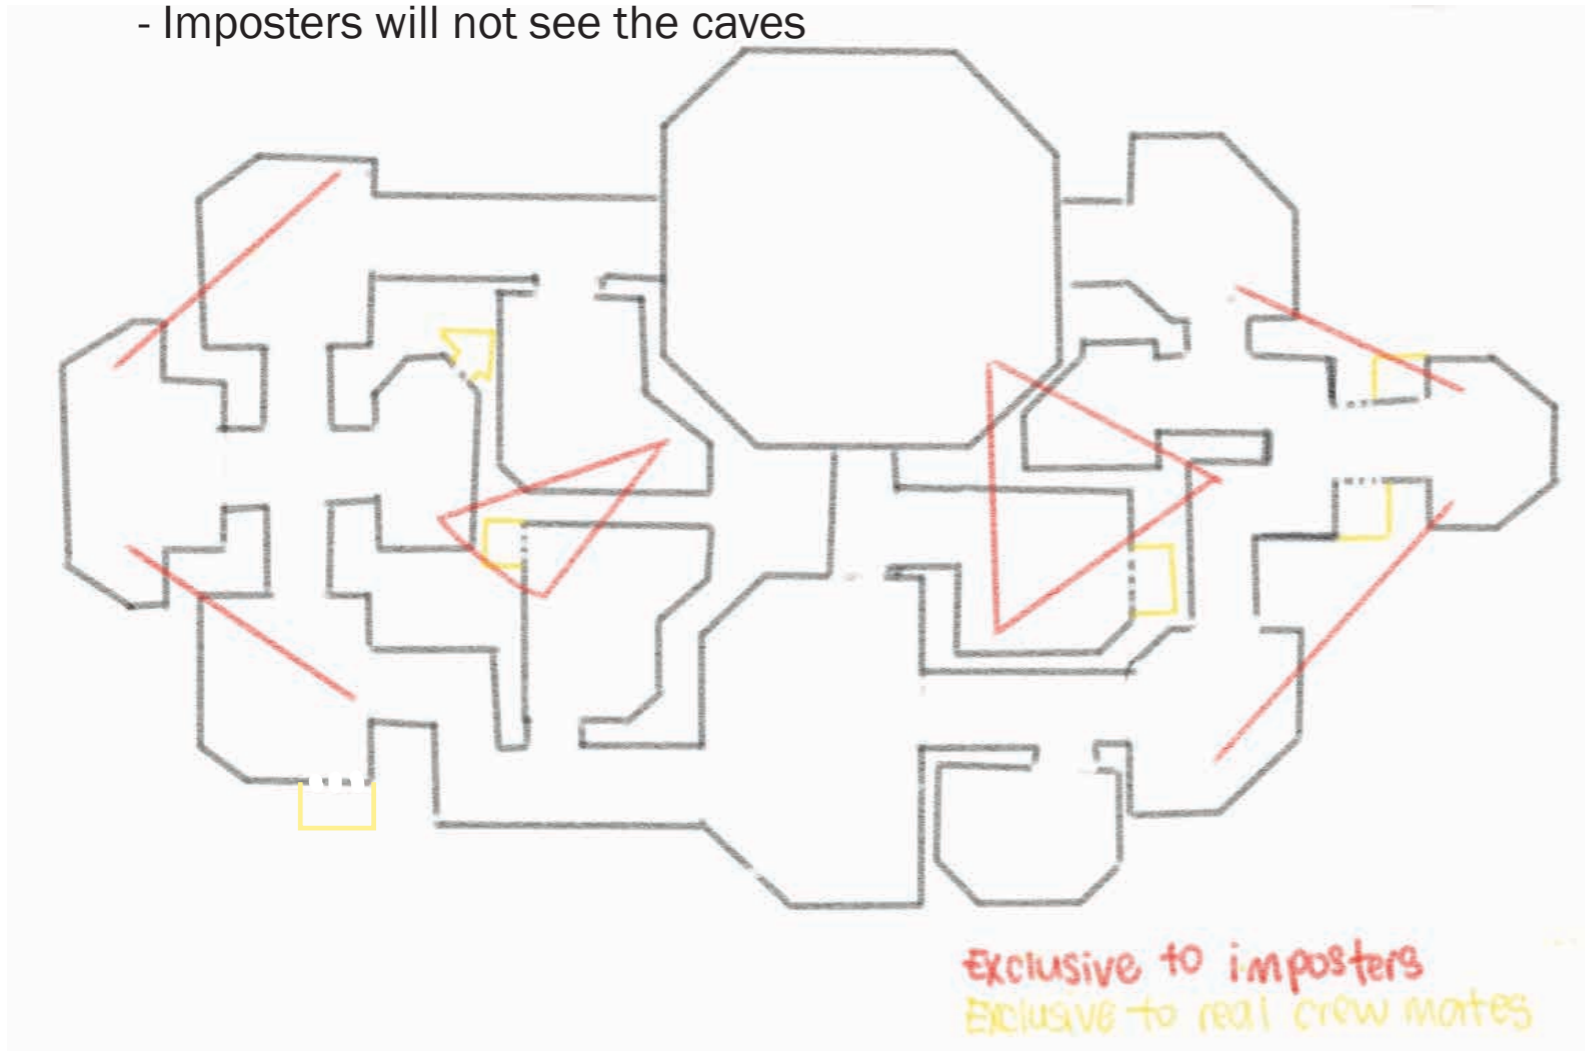 - Imposters will not see the caves
Exclusive to imposters
Exclusive to real crew mates